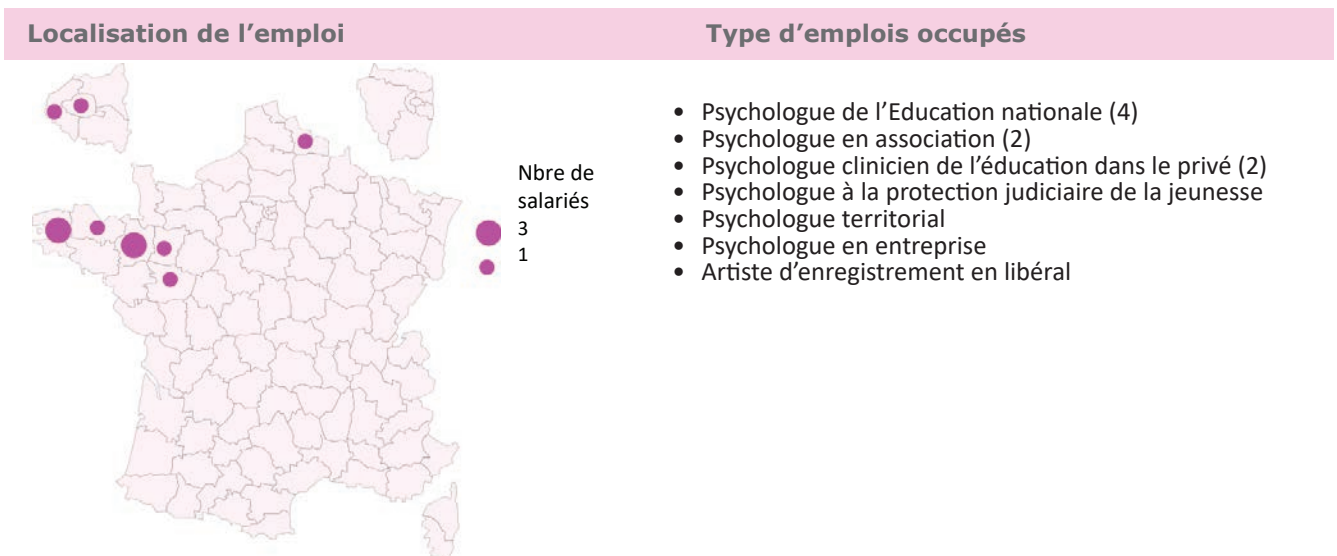 Localisation de l’emploi
Type d’emplois occupés
Nbre de
salariés
3
1
• Psychologue de l’Education nationale (4)
• Psychologue en association (2)
• Psychologue clinicien de l’éducation dans le privé (2)
• Psychologue à la protection judiciaire de la jeunesse
• Psychologue territorial
• Psychologue en entreprise
• Artiste d’enregistrement en libéral